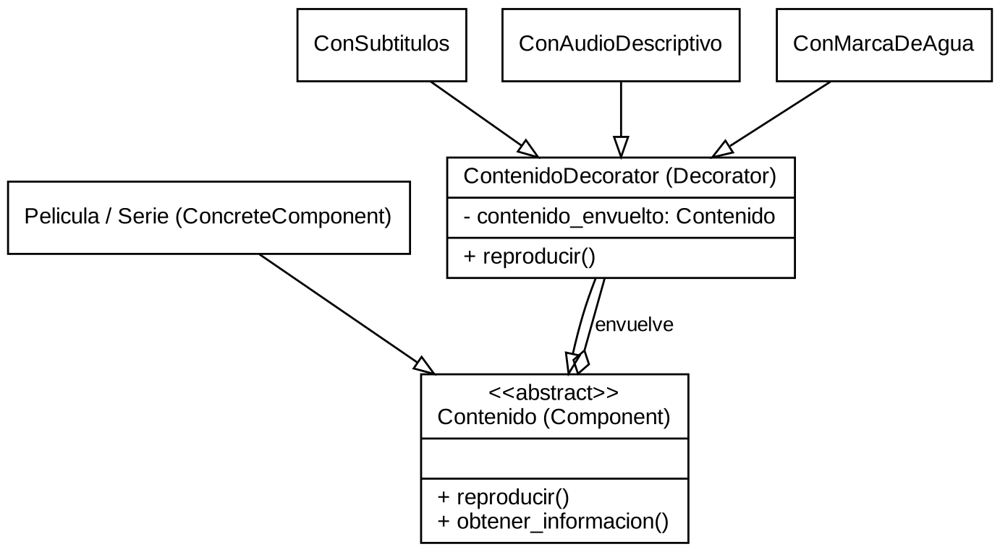 ConSubtitulos
ConAudioDescriptivo
ConMarcaDeAgua
Pelicula / Serie (ConcreteComponent)
ContenidoDecorator (Decorator)
- contenido_envuelto: Contenido
+ reproducir()
envuelve
<<abstract>>
Contenido (Component)
+ reproducir()
+ obtener_informacion()